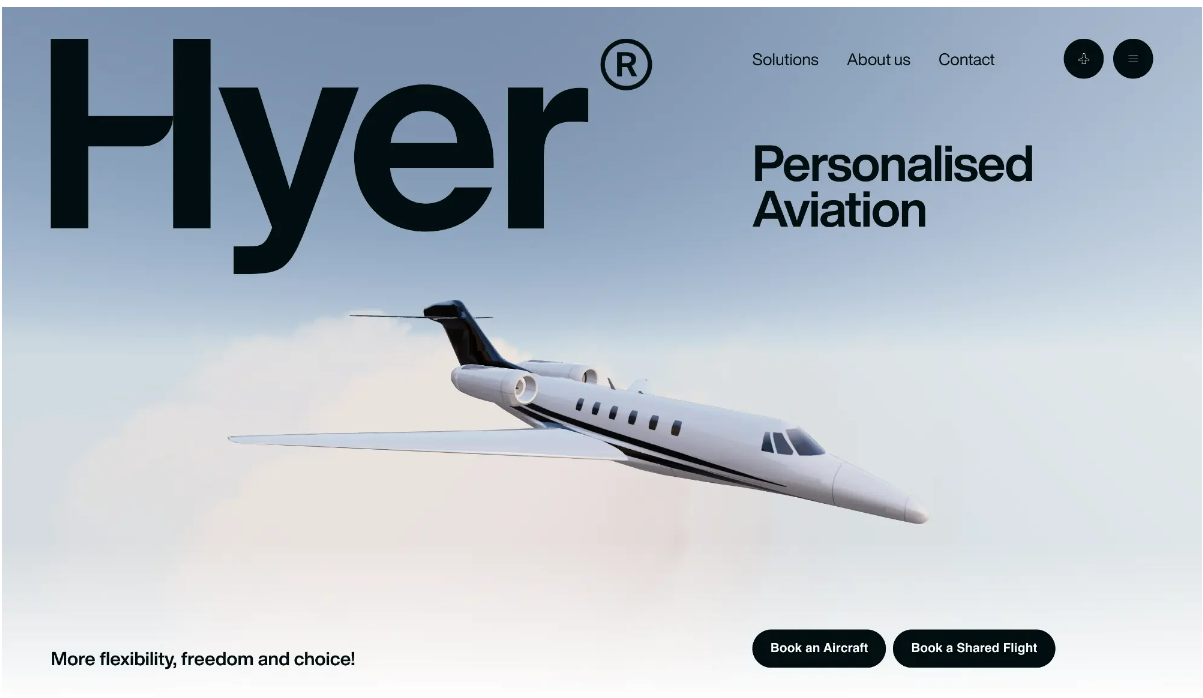 Hyer®
Solutions About us Contact
Personalised
Aviation
More flexibility, freedom and choice!
Book an Aircraft Book a Shared Flight